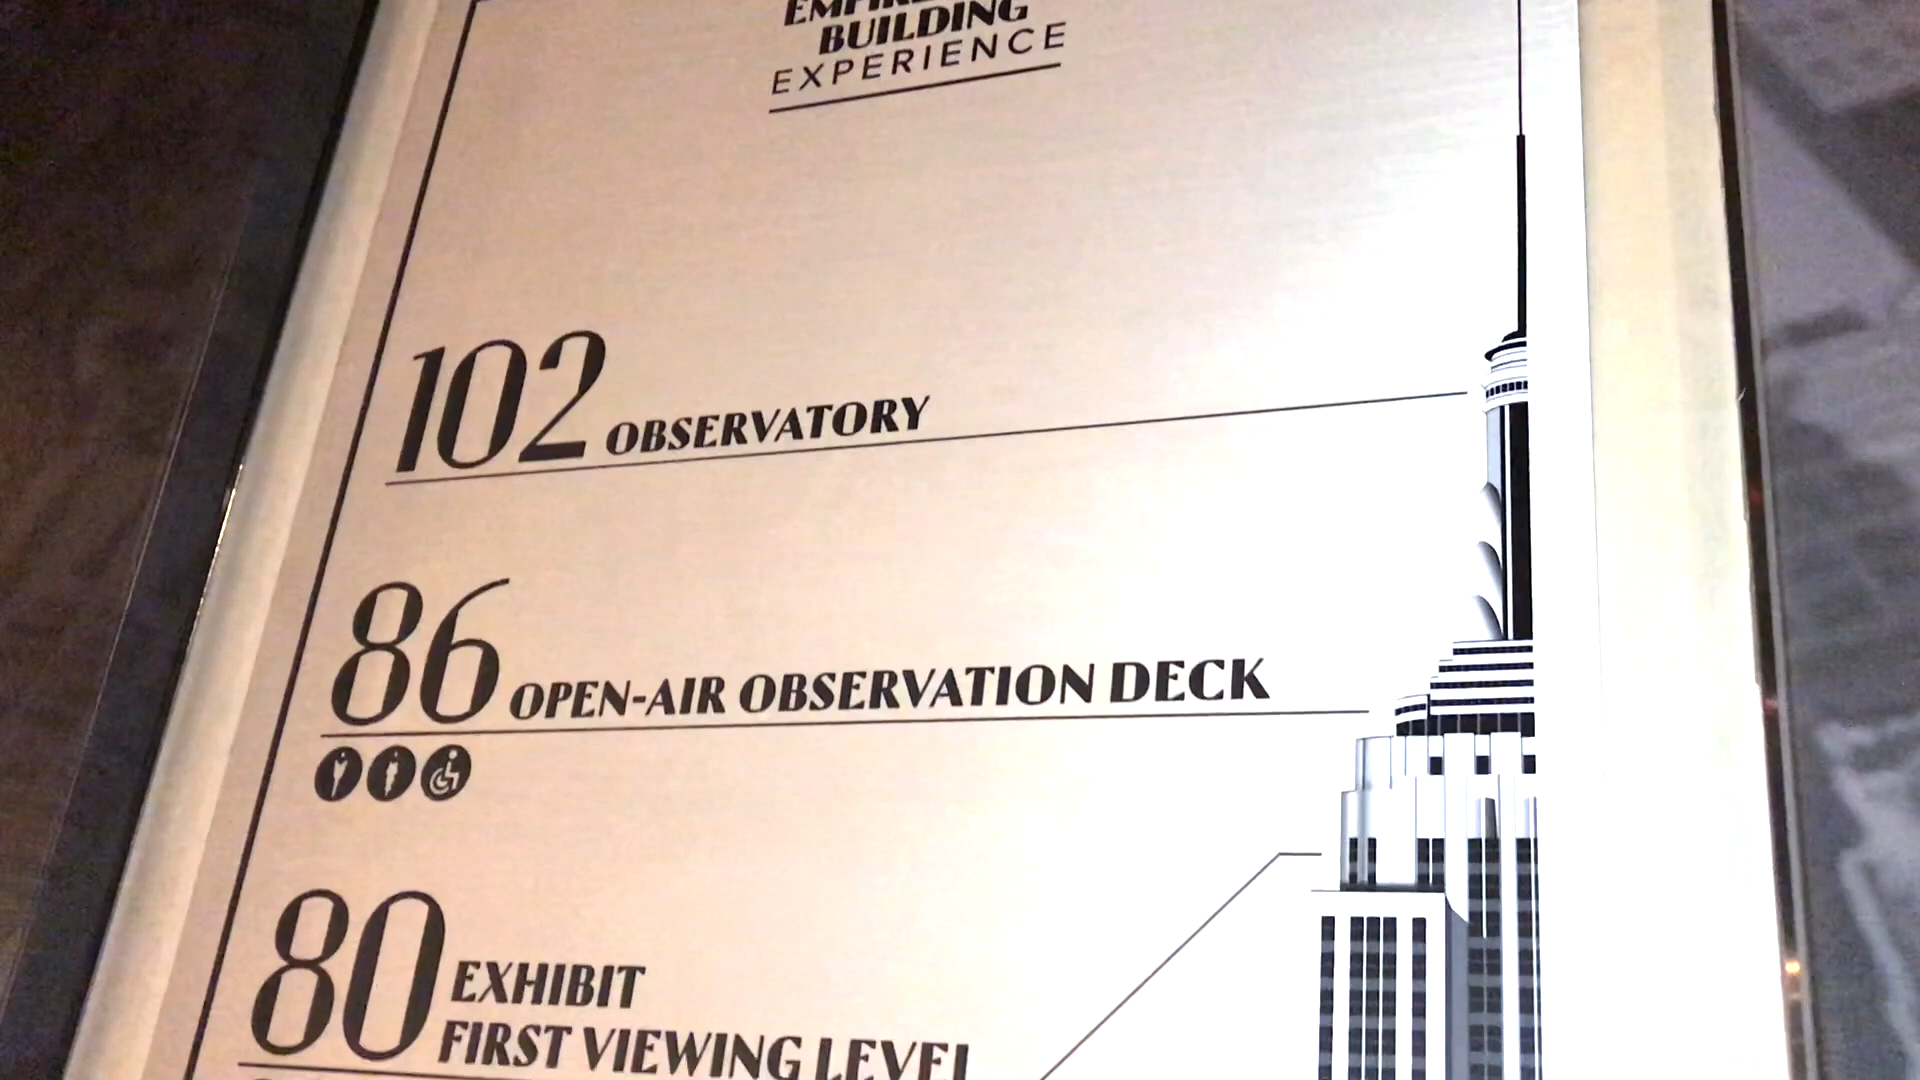 BUILDING
EXPERIENCE
102 OBSERVATORY
86 OPEN-AIR OBSERVATION DECK
80 EXHIBIT
FIRST VIEWING LEVEL